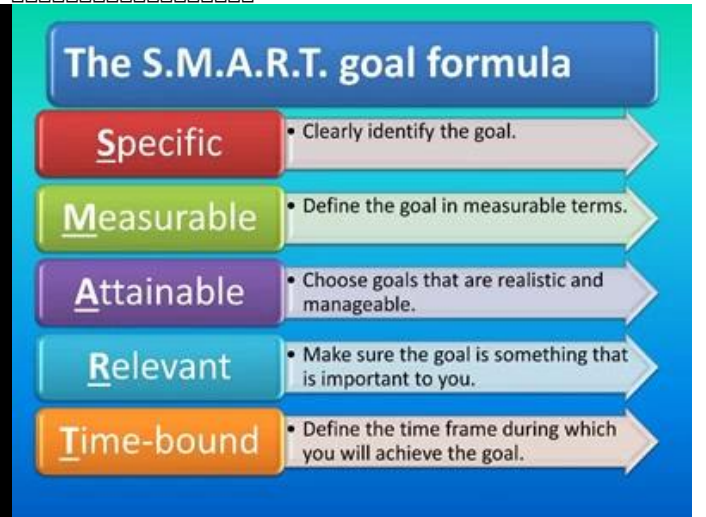 The S.M.A.R.T. goal formula
Specific
• Clearly identify the goal.
Measurable
• Define the goal in measurable terms.
Attainable
• Choose goals that are realistic and
manageable.
Relevant
• Make sure the goal is something that
is important to you.
Time-bound
• Define the time frame during which
you will achieve the goal.